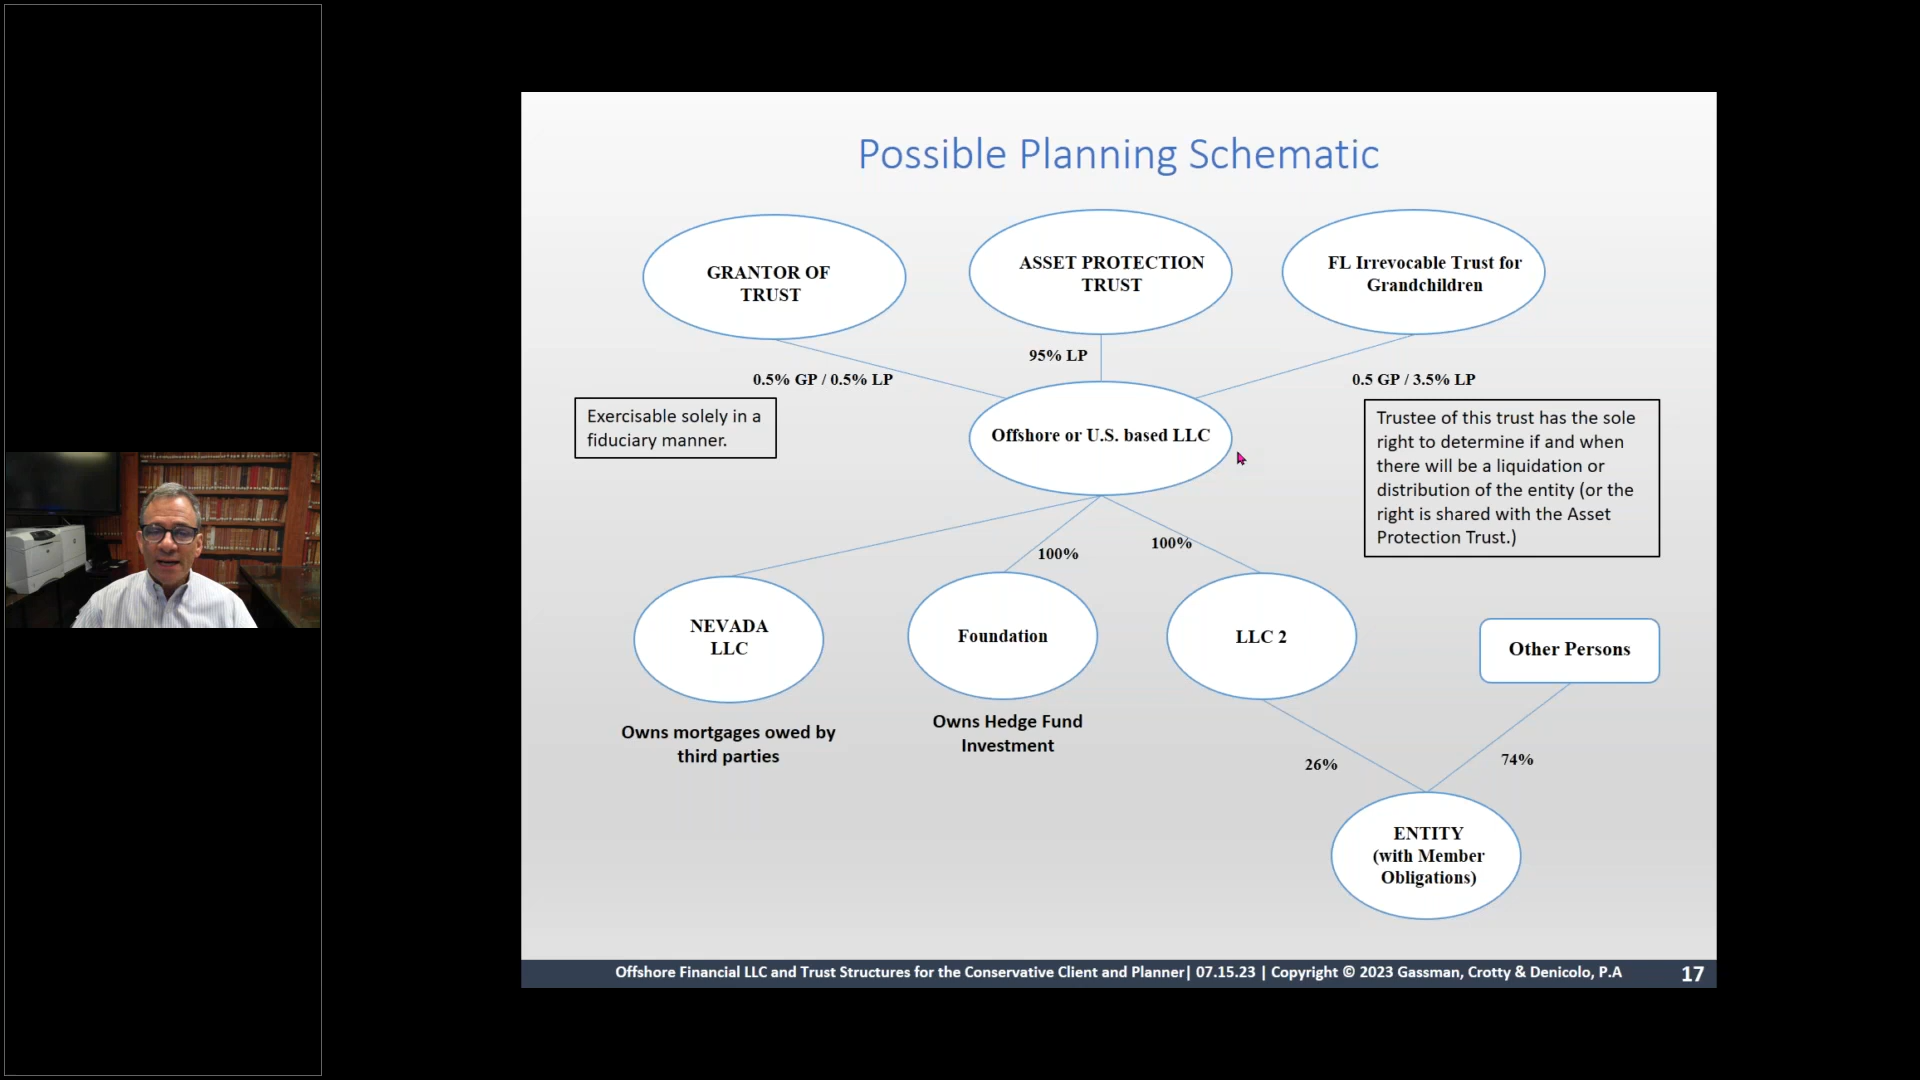 Possible Planning Schematic
GRANTOR OF
TRUST
ASSET PROTECTION
TRUST
FL Irrevocable Trust for
Grandchildren
95% LP
0.5% GP / 0.5% LP
0.5 GP / 3.5% LP
Exercisable solely in a
fiduciary manner.
Offshore or U.S. based LLC
Trustee of this trust has the sole
right to determine if and when
there will be a liquidation or
distribution of the entity (or the
right is shared with the Asset
Protection Trust.)
100%
100%
NEVADA
LLC
Foundation
LLC 2
Other Persons
Owns mortgages owed by
third parties
Owns Hedge Fund
Investment
26%
74%
ENTITY
(with Member
Obligations)
Offshore Financial LLC and Trust Structures for the Conservative Client and Planner| 07.15.23 | Copyright © 2023 Gassman, Crotty & Denicolo, P.A
17